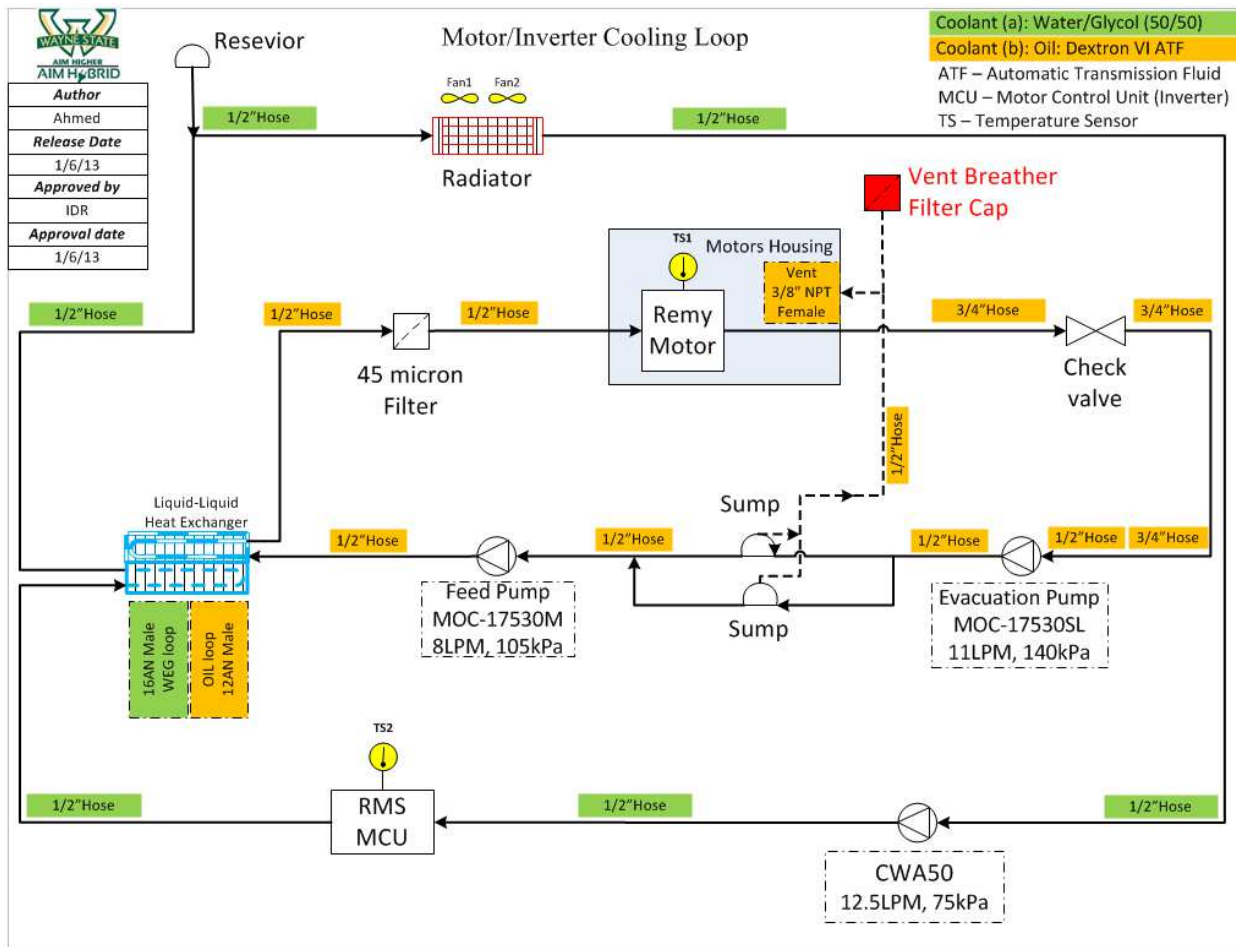 WAYNE STATE
AIM HIGHER
AIM HYBRID
Author
Ahmed
Release Date
1/6/13
Approved by
IDR
Approval date
1/6/13
Resevior
Motor/Inverter Cooling Loop
Coolant (a): Water/Glycol (50/50)
Coolant (b): Oil: Dextron VI ATF
ATF – Automatic Transmission Fluid
MCU – Motor Control Unit (Inverter)
TS – Temperature Sensor
Fan1
Fan2
1/2"Hose
1/2"Hose
Radiator
Vent Breather
Filter Cap
TS1
Motors Housing
Vent
3/8" NPT
Female
1/2"Hose
1/2"Hose
1/2"Hose
Remy
Motor
3/4"Hose
3/4"Hose
45 micron
Filter
Check
valve
1/2"Hose
Liquid-Liquid
Heat Exchanger
Sump
1/2"Hose
1/2"Hose
1/2"Hose
1/2"Hose
3/4"Hose
Feed Pump
MOC-17530M
8LPM, 105kPa
Sump
Evacuation Pump
MOC-17530SL
11LPM, 140kPa
16AN Male
WEG loop
OIL loop
12AN Male
TS2
1/2"Hose
RMS
MCU
1/2"Hose
1/2"Hose
CWA50
12.5LPM, 75kPa